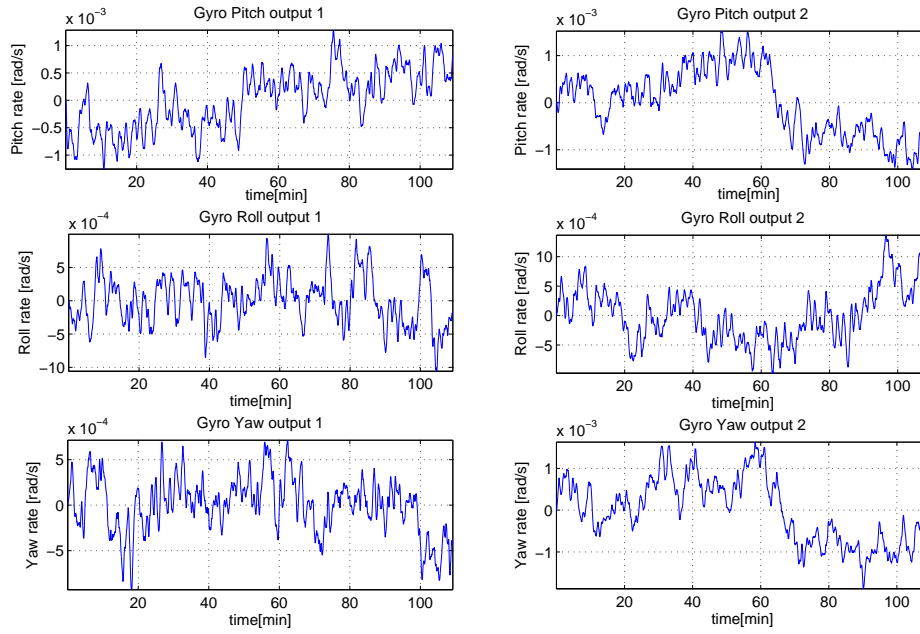 Gyro Pitch output 1
x 10⁻³
Pitch rate [rad/s]
1
0.5
0
−0.5
−1
20 40 60 80 100
time[min]
Gyro Pitch output 2
x 10⁻³
Pitch rate [rad/s]
1
0
−1
20 40 60 80 100
time[min]
Gyro Roll output 1
x 10⁻⁴
Roll rate [rad/s]
5
0
−5
−10
20 40 60 80 100
time[min]
Gyro Roll output 2
x 10⁻⁴
Roll rate [rad/s]
10
5
0
−5
20 40 60 80 100
time[min]
Gyro Yaw output 1
x 10⁻⁴
Yaw rate [rad/s]
5
0
−5
20 40 60 80 100
time[min]
Gyro Yaw output 2
x 10⁻³
Yaw rate [rad/s]
1
0
−1
20 40 60 80 100
time[min]